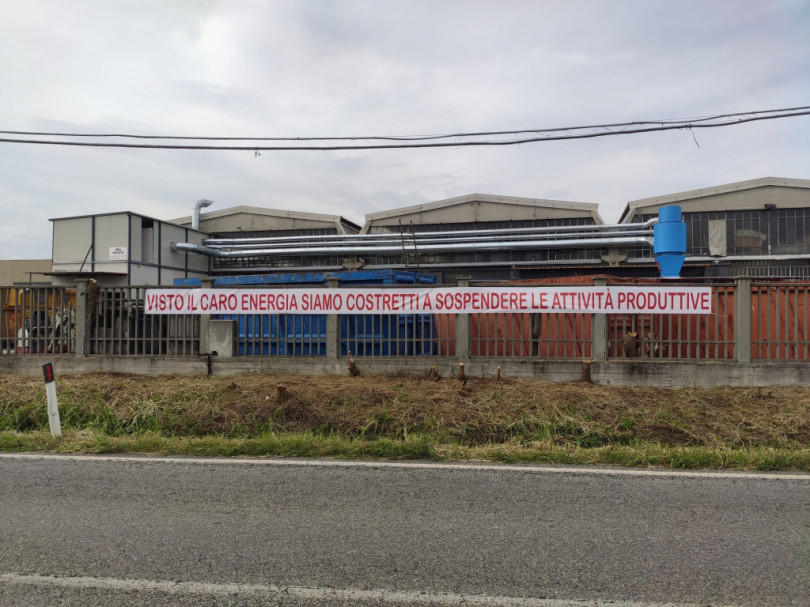 VISTO IL CARO ENERGIA SIAMO COSTRETTI A SOSPENDERE LE ATTIVITÀ PRODUTTIVE